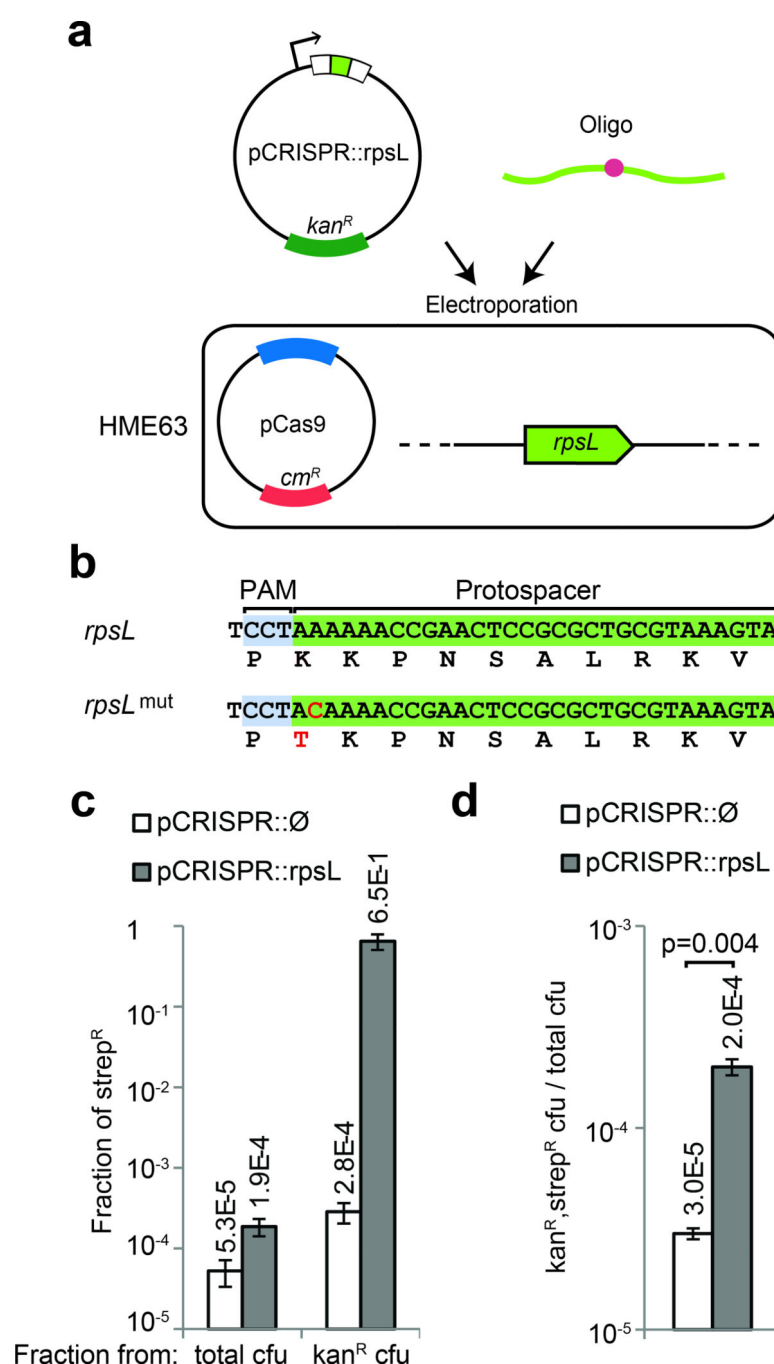 a
pCRISPR::rpsL
kanR
Oligo
Electroporation
HME63
pCas9
cmR
rpsL
b
PAM Protospacer
rpsL TCCTAAAAAACCGAACTCCGCGCTGCGTAAAGTA
P K K P N S A L R K V
rpsL mut TCCTACAAAACCGAACTCCGCGCTGCGTAAAGTA
P T K P N S A L R K V
c
pCRISPR::Ø
pCRISPR::rpsL
Fraction of strepR
1
10-1
10-2
10-3
10-4
10-5
5.3E-5
1.9E-4
2.8E-4
6.5E-1
Fraction from: total cfu kanR cfu
d
pCRISPR::Ø
pCRISPR::rpsL
kanR,strepR cfu / total cfu
10-3
10-4
10-5
p=0.004
3.0E-5
2.0E-4